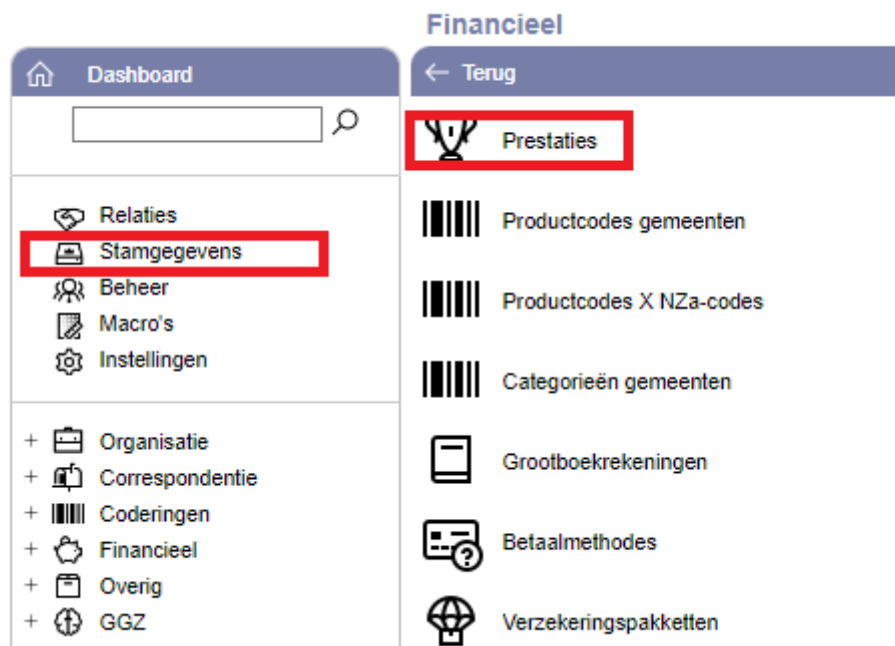 Financieel
Dashboard
Terug
Relaties
Stamgegevens
Beheer
Macro's
Instellingen
Organisatie
Correspondentie
Coderingen
Financieel
Overig
GGZ
Prestaties
Productcodes gemeenten
Productcodes X NZa-codes
Categorieën gemeenten
Grootboekrekeningen
Betaalmethodes
Verzekeringspakketten